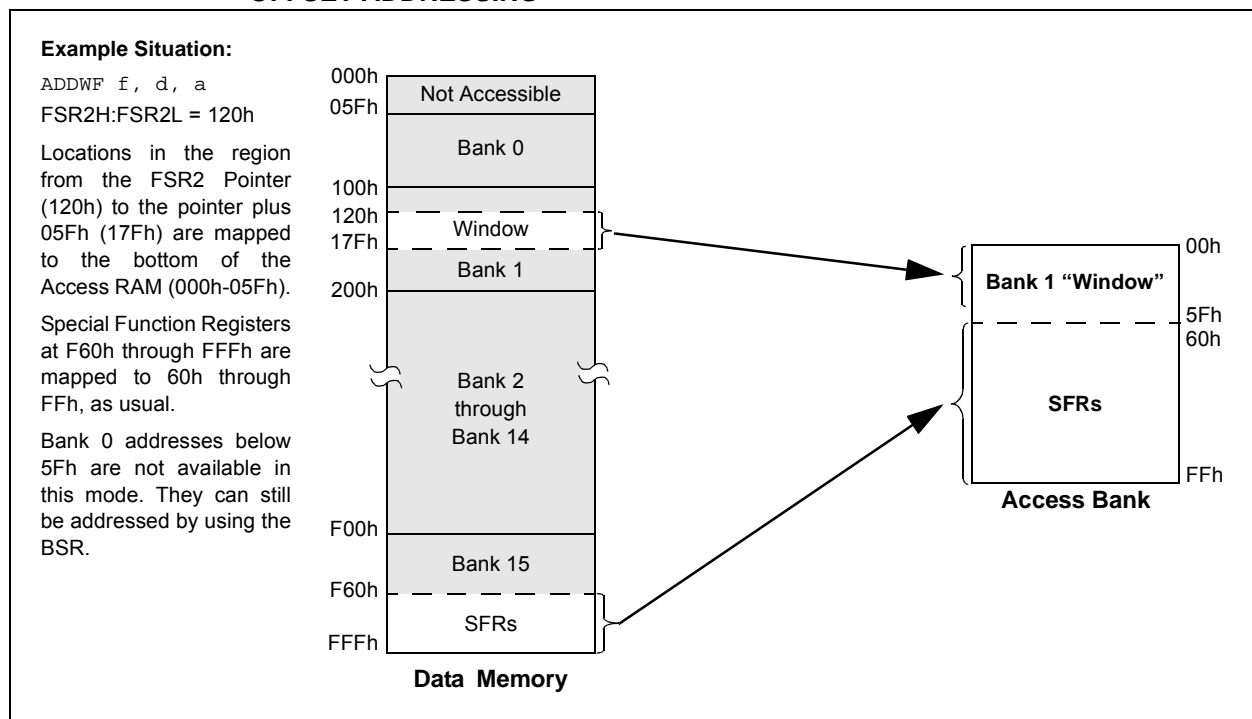 OFFSET ADDRESSING
Example Situation:
ADDWF f, d, a
FSR2H:FSR2L = 120h
Locations in the region
from the FSR2 Pointer
(120h) to the pointer plus
05Fh (17Fh) are mapped
to the bottom of the
Access RAM (000h-05Fh).
Special Function Registers
at F60h through FFFh are
mapped to 60h through
FFh, as usual.
Bank 0 addresses below
5Fh are not available in
this mode. They can still
be addressed by using the
BSR.
000h
Not Accessible
05Fh
Bank 0
100h
120h
Window
17Fh
Bank 1
200h
Bank 2
through
Bank 14
F00h
Bank 15
F60h
SFRs
FFFh
Data Memory
00h
Bank 1 “Window”
5Fh
60h
SFRs
FFh
Access Bank